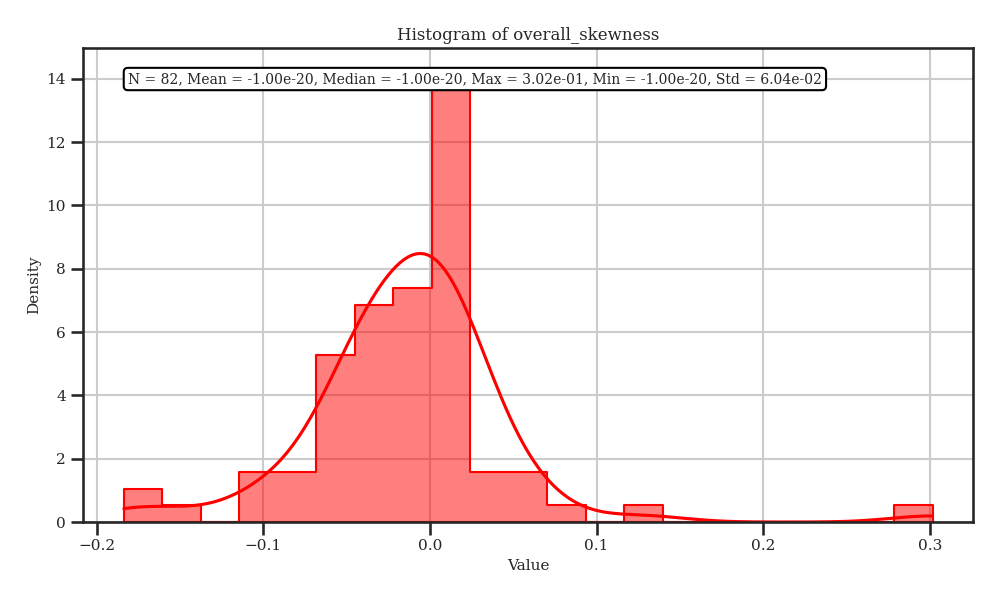 Histogram of overall_skewness
N = 82, Mean = -1.00e-20, Median = -1.00e-20, Max = 3.02e-01, Min = -1.00e-20, Std = 6.04e-02
14
12
10
8
6
4
2
0
Density
−0.2 −0.1 0.0 0.1 0.2 0.3
Value